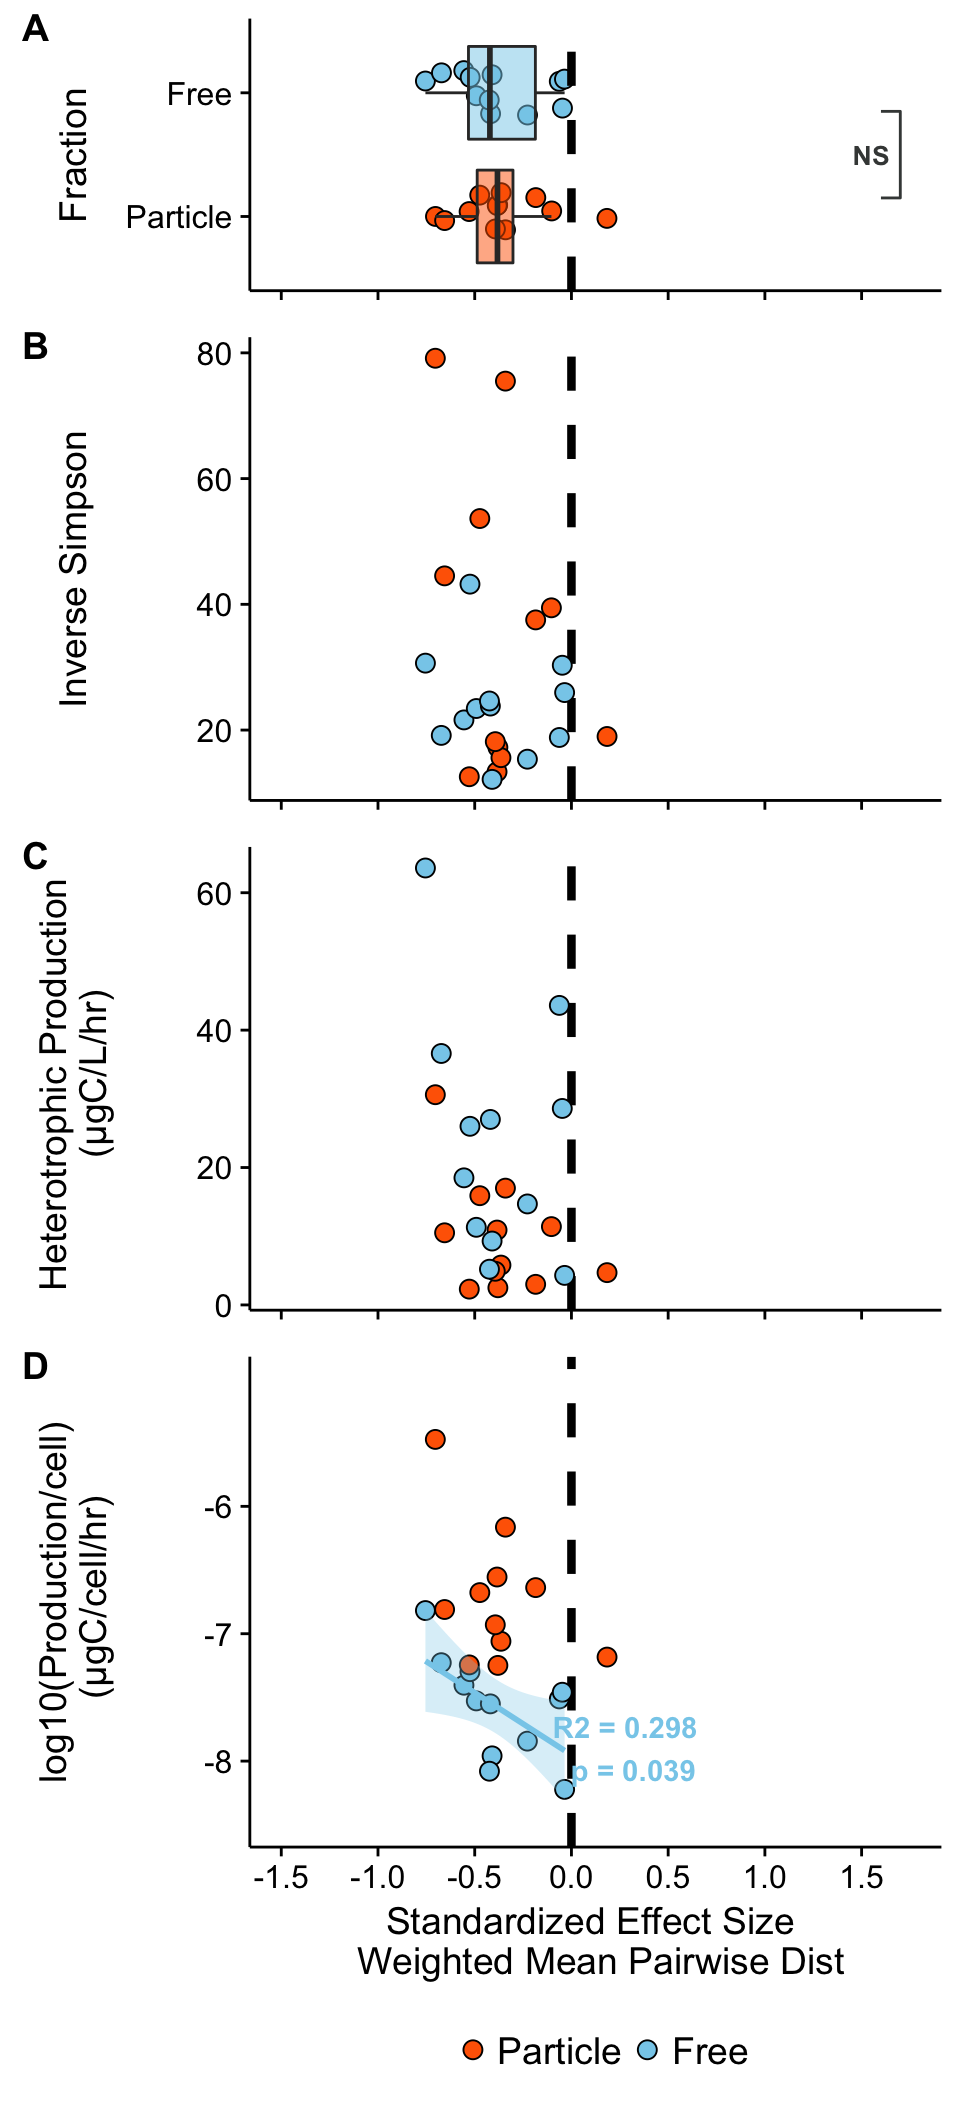 A
Fraction
Free
Particle
NS
B
Inverse Simpson
80
60
40
20
C
Heterotrophic Production
(µgC/L/hr)
60
40
20
0
D
log10(Production/cell)
(µgC/cell/hr)
-6
-7
-8
R2 = 0.298
p = 0.039
-1.5 -1.0 -0.5 0.0 0.5 1.0 1.5
Standardized Effect Size
Weighted Mean Pairwise Dist
Particle Free